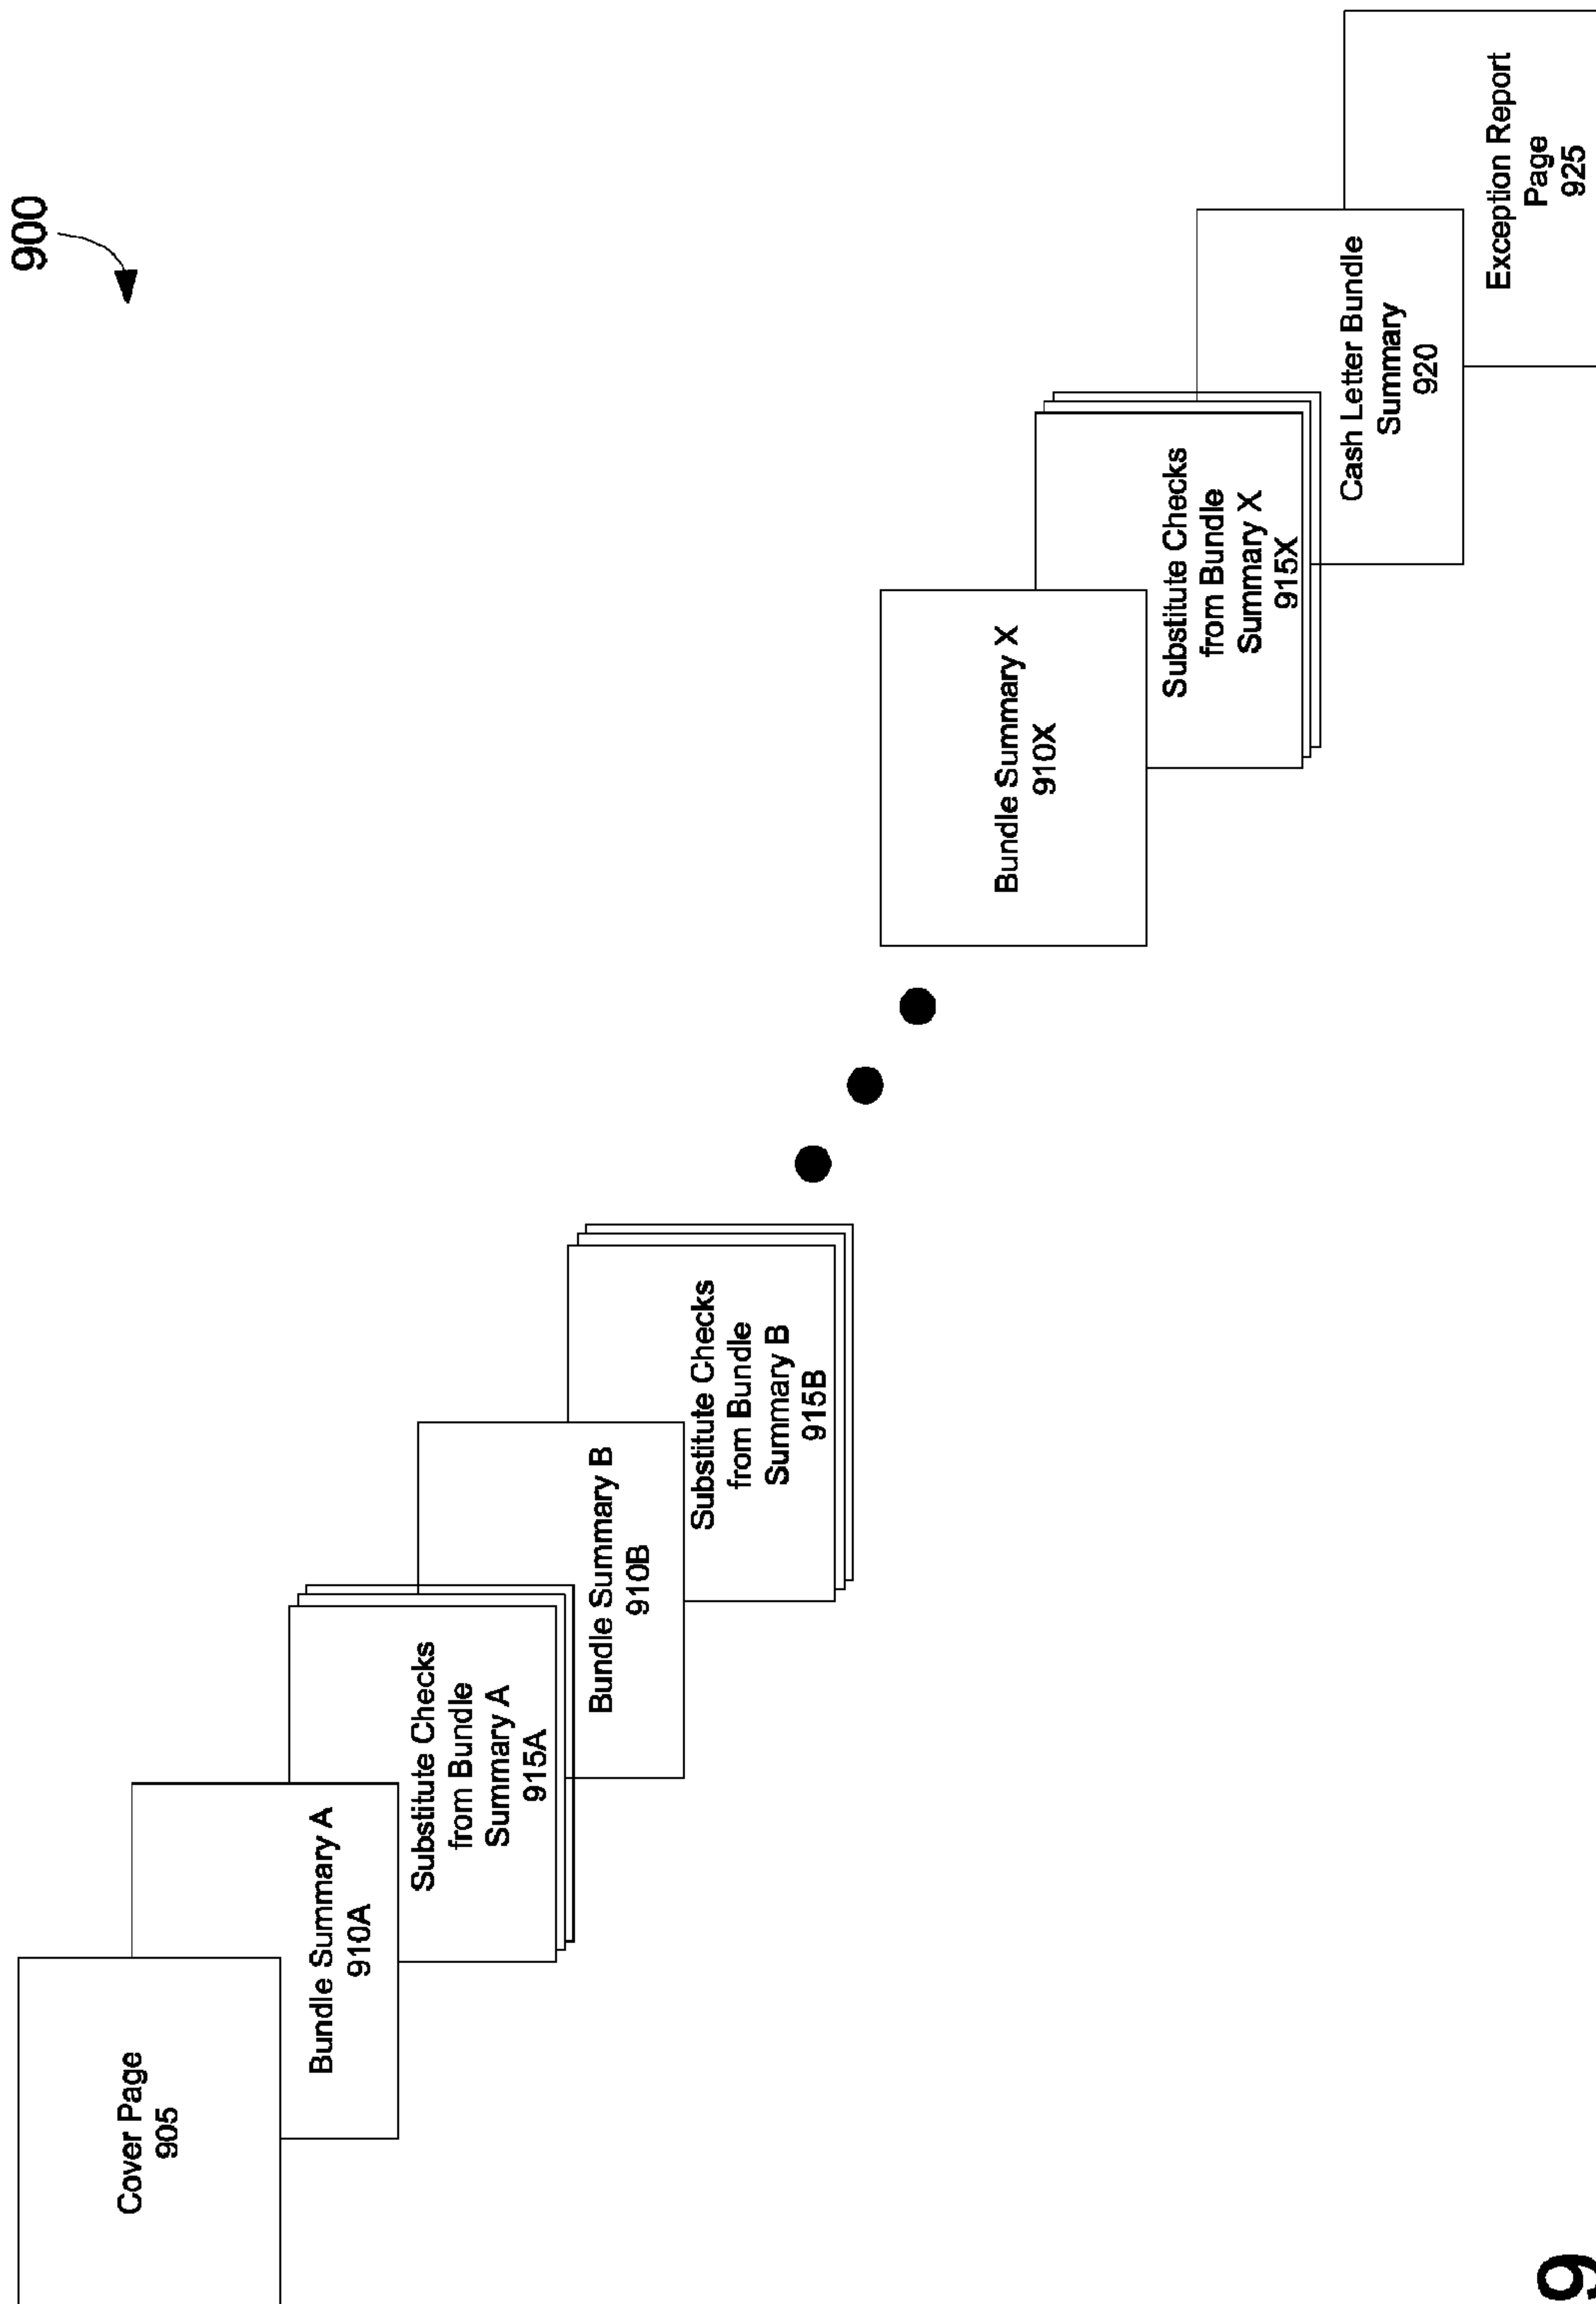 900
Cover Page
905
Bundle Summary A
910A
Substitute Checks
from Bundle
Summary A
915A
Bundle Summary B
910B
Substitute Checks
from Bundle
Summary B
915B
Bundle Summary X
910X
Substitute Checks
from Bundle
Summary X
915X
Cash Letter Bundle
Summary
920
Exception Report
Page
925
9